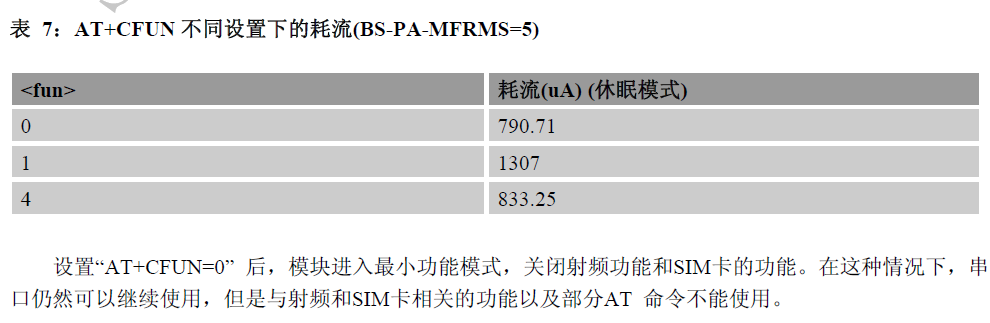 表 7：AT+CFUN 不同设置下的耗流(BS-PA-MFRMS=5)
<fun> 耗流(uA) (休眠模式)
0 790.71
1 1307
4 833.25
设置“AT+CFUN=0” 后，模块进入最小功能模式，关闭射频功能和SIM卡的功能。在这种情况下，串
口仍然可以继续使用，但是与射频和SIM卡相关的功能以及部分AT 命令不能使用。